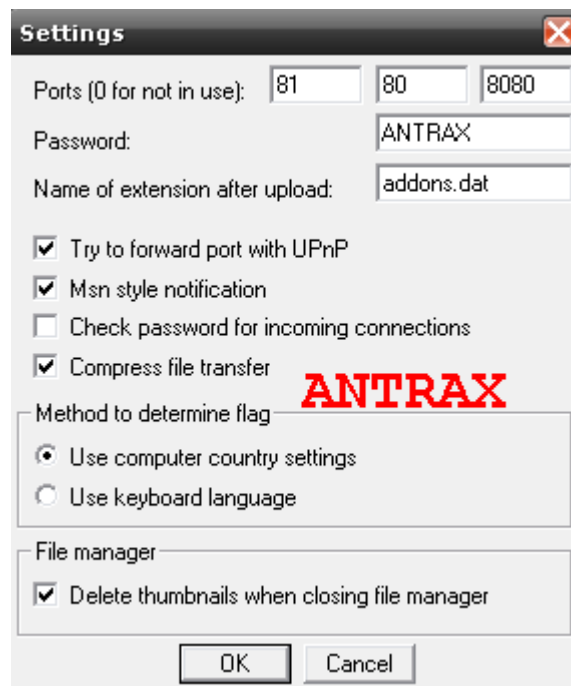 Settings
Ports (0 for not in use): 81 80 8080
Password: ANTRAX
Name of extension after upload: addons.dat
Try to forward port with UPnP
Msn style notification
Check password for incoming connections
Compress file transfer
ANTRAX
Method to determine flag
Use computer country settings
Use keyboard language
File manager
Delete thumbnails when closing file manager
OK Cancel